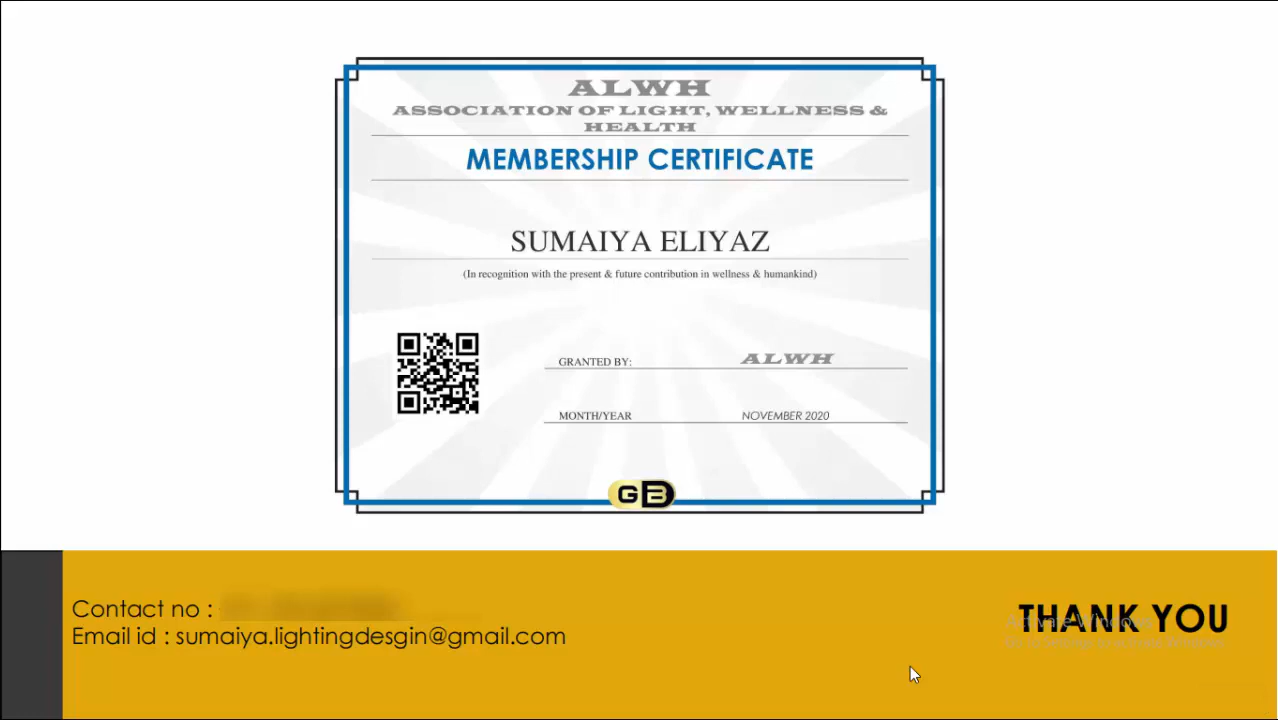 ALWH
ASSOCIATION OF LIGHT, WELLNESS &
HEALTH
MEMBERSHIP CERTIFICATE
SUMAIYA ELIYAZ
(In recognition with the present & future contribution in wellness & humankind)
GRANTED BY: ALWH
MONTH/YEAR NOVEMBER 2020
GB
Contact no :
Email id : sumaiya.lightingdesgin@gmail.com
THANK YOU
Activate Windows